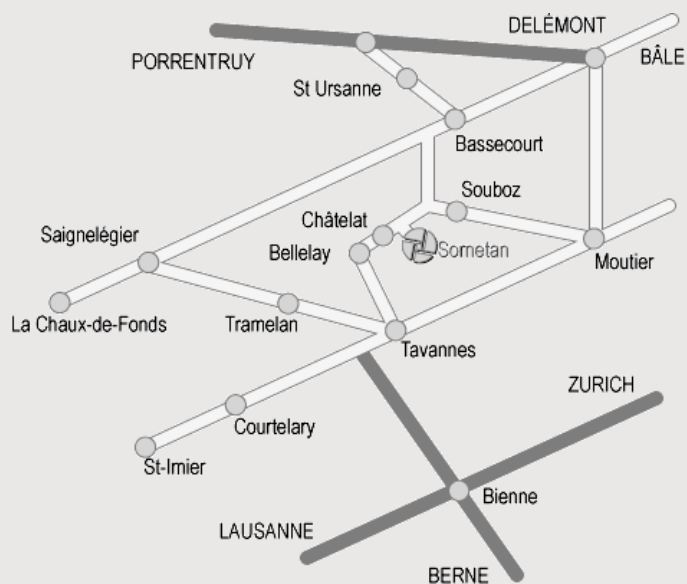 DELÉMONT
PORRENTRUY
BÂLE
St Ursanne
Bassecourt
Souboz
Châtelat
Saignelégier
Bellelay
Sornetan
Moutier
La Chaux-de-Fonds
Tramelan
Tavannes
ZURICH
Courtelary
St-Imier
Bienne
LAUSANNE
BERNE